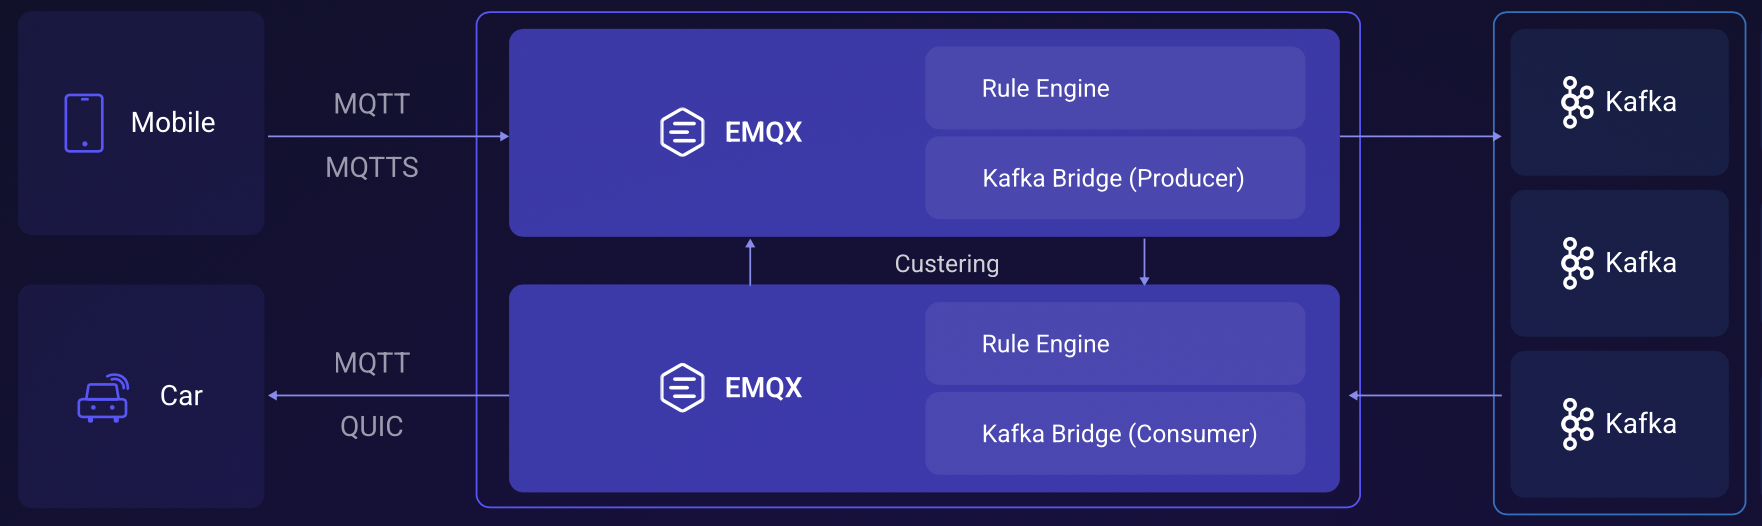 Mobile
MQTT
MQTTS
EMQX
Rule Engine
Kafka Bridge (Producer)
Kafka
Custering
Kafka
Car
MQTT
QUIC
EMQX
Rule Engine
Kafka Bridge (Consumer)
Kafka